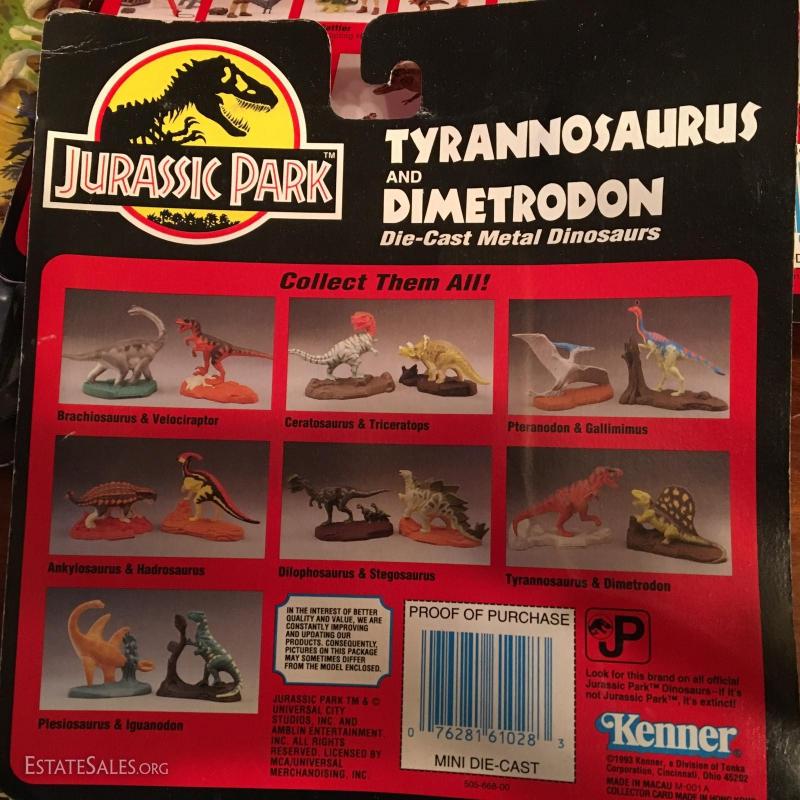 JURASSIC PARK™
TYRANNOSAURUS
AND
DIMETRODON
Die-Cast Metal Dinosaurs
Collect Them All!
Brachiosaurus & Velociraptor
Ceratosaurus & Triceratops
Pteranodon & Gallimimus
Ankylosaurus & Hadrosaurus
Dilophosaurus & Stegosaurus
Tyrannosaurus & Dimetrodon
Plesiosaurus & Iguanodon
IN THE INTEREST OF BETTER
QUALITY AND VALUE, WE ARE
CONSTANTLY IMPROVING
AND UPDATING OUR
PRODUCTS. CONSEQUENTLY,
PICTURES ON THIS PACKAGE
MAY SOMETIMES DIFFER
FROM THE MODEL ENCLOSED.
JURASSIC PARK TM & ©
UNIVERSAL CITY
STUDIOS, INC. AND
AMBLIN ENTERTAINMENT,
INC. ALL RIGHTS
RESERVED. LICENSED BY
MCA/UNIVERSAL
MERCHANDISING, INC.
PROOF OF PURCHASE
0 76281 61028 3
MINI DIE-CAST
505-668-00
JP
Look for this brand on all official
Jurassic Park™ Dinosaurs—if it's
not Jurassic Park™, it's extinct!
Kenner
©1993 Kenner, a Division of Tonka
Corporation, Cincinnati, Ohio 45202
MADE IN MACAU M-001A
COLLECTOR CARD MADE IN HONG KONG
ESTATESALES.ORG